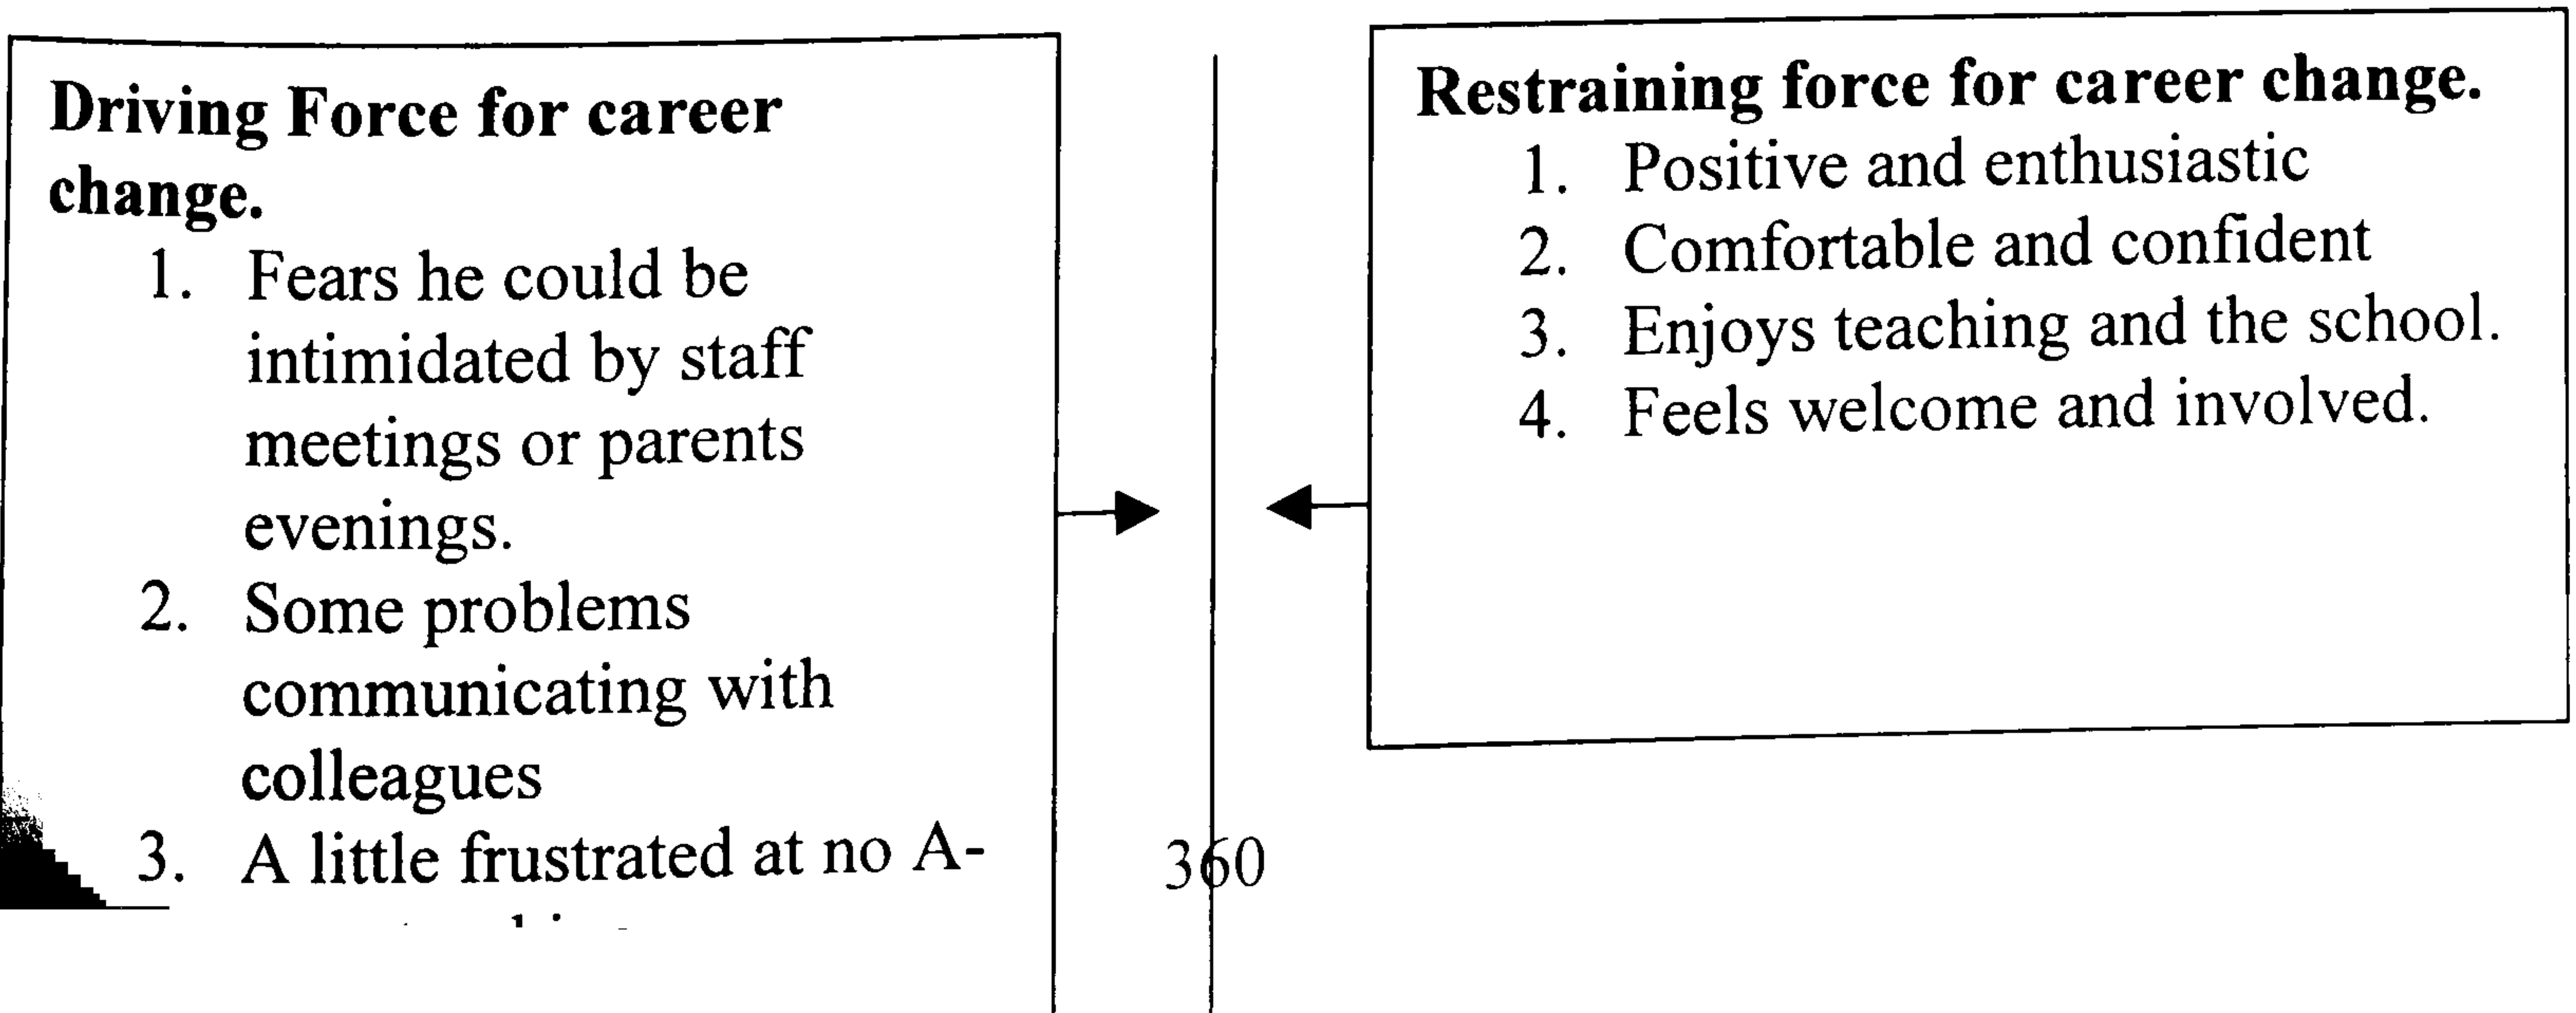 Driving Force for career
change.
1. Fears he could be
intimidated by staff
meetings or parents
evenings.
2. Some problems
communicating with
colleagues
3. A little frustrated at no A-
Restraining force for career change.
1. Positive and enthusiastic
2. Comfortable and confident
3. Enjoys teaching and the school.
4. Feels welcome and involved.
360